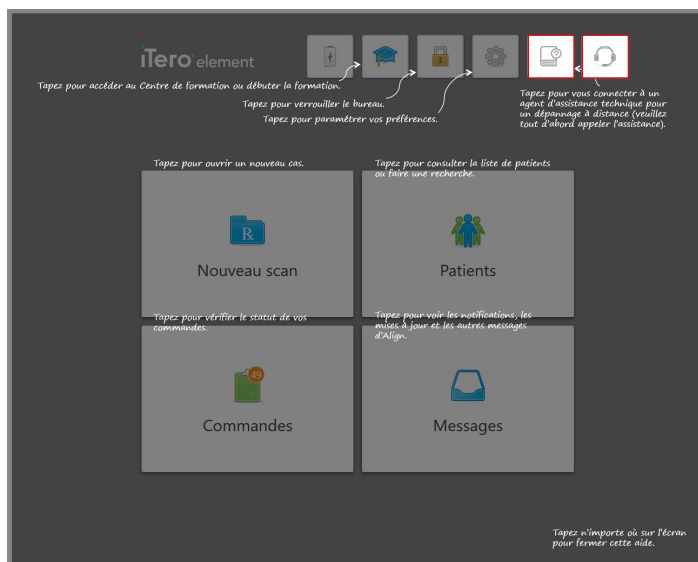 iTero element
Tapez pour accéder au Centre de formation ou débuter la formation.
Tapez pour verrouiller le bureau.
Tapez pour paramétrer vos préférences.
Tapez pour vous connecter à un
agent d'assistance technique pour
un dépannage à distance (veuillez
tout d'abord appeler l'assistance).
Tapez pour ouvrir un nouveau cas.
Tapez pour consulter la liste de patients
ou faire une recherche.
Rx
Nouveau scan
Patients
Tapez pour vérifier le statut de vos
commandes.
Tapez pour voir les notifications, les
mises à jour et les autres messages
d'Align.
49
Commandes
Messages
Tapez n'importe où sur l'écran
pour fermer cette aide.